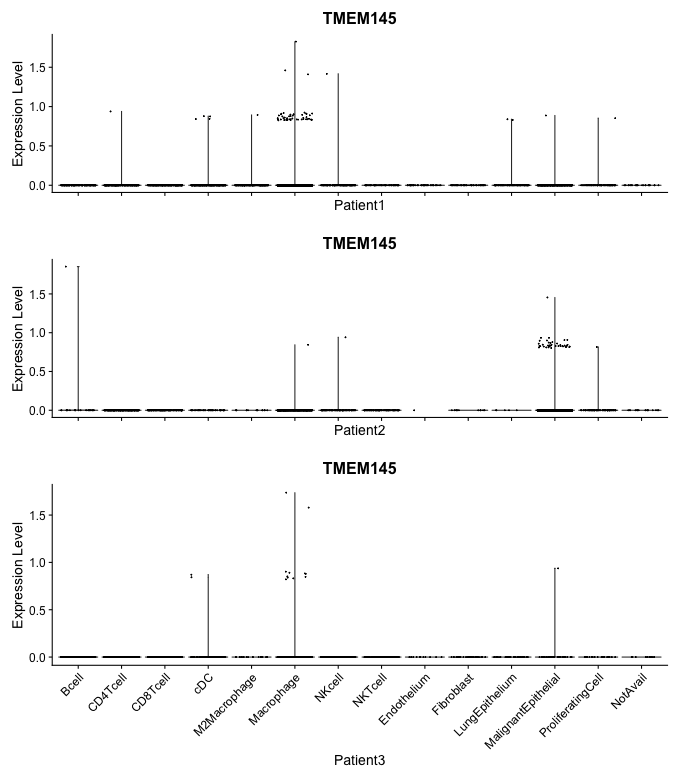 TMEM145
Expression Level
1.5
1.0
0.5
0.0
Patient1
TMEM145
Expression Level
1.5
1.0
0.5
0.0
Patient2
TMEM145
Expression Level
1.5
1.0
0.5
0.0
Bcell
CD4Tcell
CD8Tcell
cDC
M2Macrophage
Macrophage
NKcell
NKTcell
Endothelium
Fibroblast
LungEpithelium
MalignantEpithelial
ProliferatingCell
NotAvail
Patient3